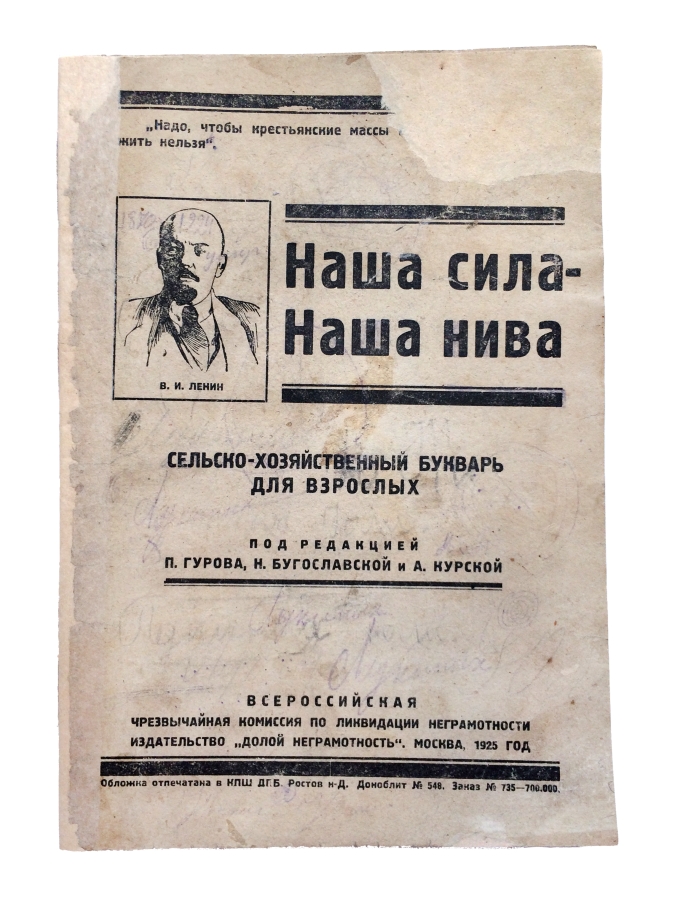 „Надо, чтобы крестьянские массы
жить нельзя“.
Наша сила-
Наша нива
В. И. ЛЕНИН
СЕЛЬСКО-ХОЗЯЙСТВЕННЫЙ БУКВАРЬ
ДЛЯ ВЗРОСЛЫХ
ПОД РЕДАКЦИЕЙ
П. ГУРОВА, Н. БУГОСЛАВСКОЙ и А. КУРСКОЙ
ВСЕРОССИЙСКАЯ
ЧРЕЗВЫЧАЙНАЯ КОМИССИЯ ПО ЛИКВИДАЦИИ НЕГРАМОТНОСТИ
ИЗДАТЕЛЬСТВО „ДОЛОЙ НЕГРАМОТНОСТЬ“. МОСКВА, 1925 ГОД
Обложка отпечатана в КПШ ДГБ. Ростов н-Д. Доноблит № 548. Заказ № 735—700.000.